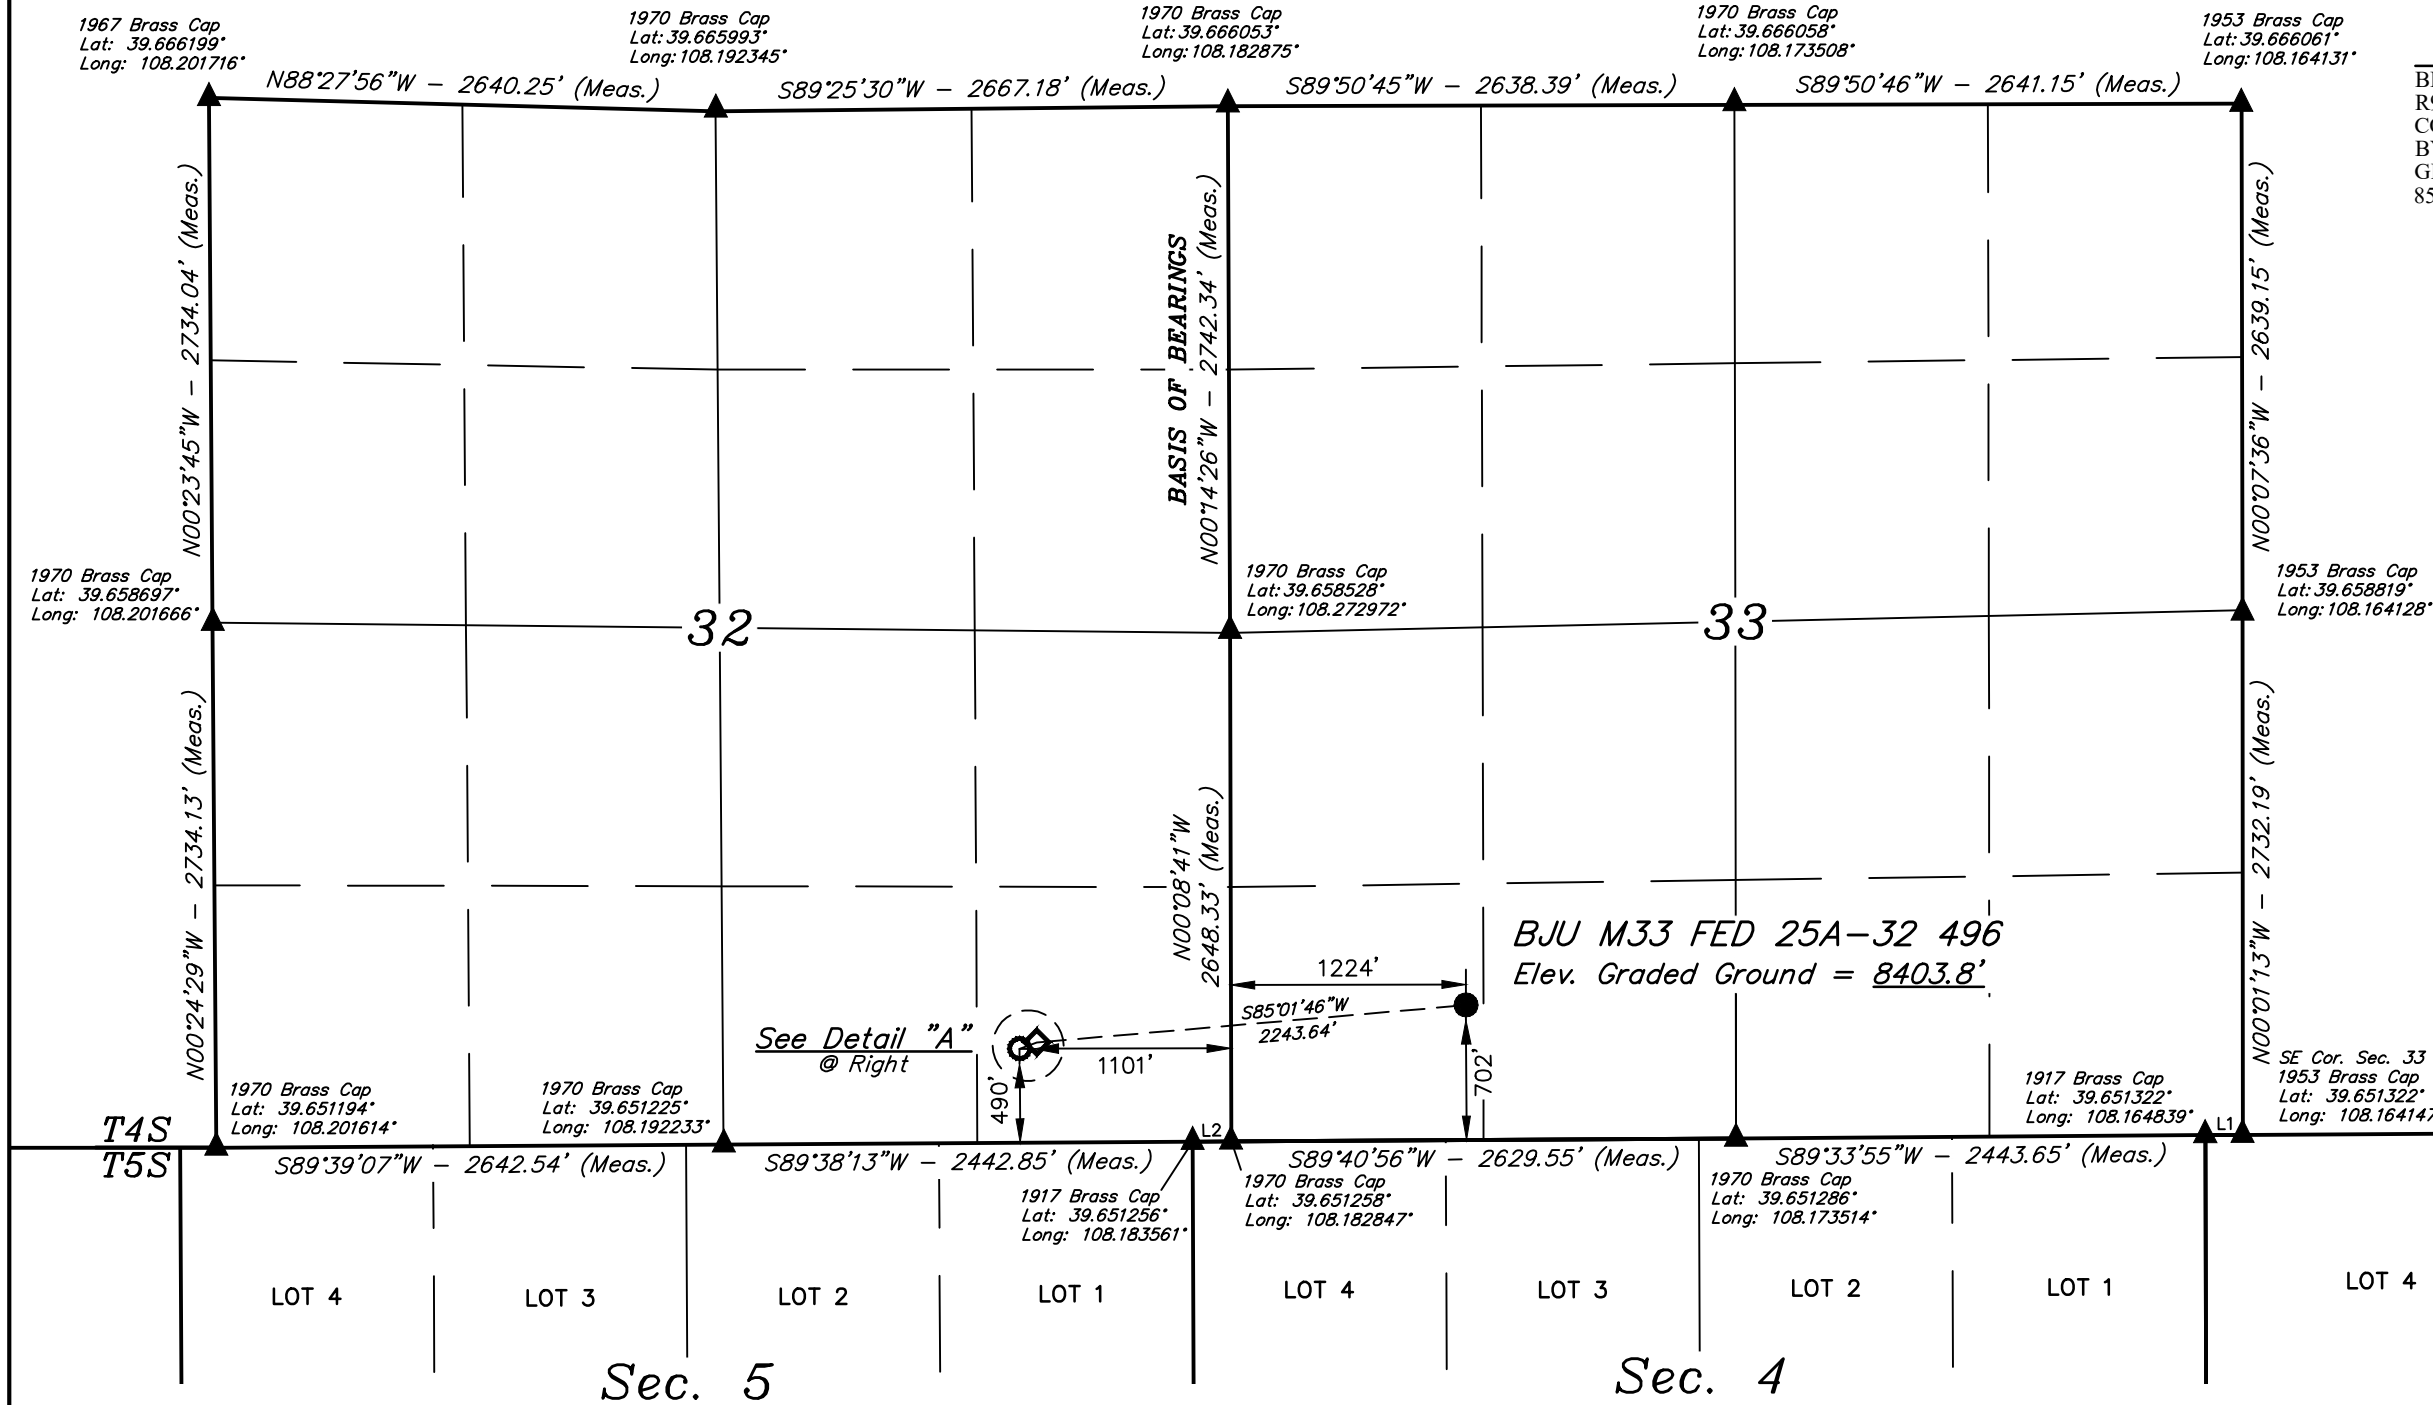 1967 Brass Cap
Lat: 39.666199°
Long: 108.201716°
1970 Brass Cap
Lat: 39.665993°
Long: 108.192345°
1970 Brass Cap
Lat: 39.666053°
Long: 108.182875°
1970 Brass Cap
Lat: 39.666058°
Long: 108.173508°
1953 Brass Cap
Lat: 39.666061°
Long: 108.164131°
N88°27'56"W - 2640.25' (Meas.)
S89°25'30"W - 2667.18' (Meas.)
S89°50'45"W - 2638.39' (Meas.)
S89°50'46"W - 2641.15' (Meas.)
R9
BY
85
N00°23'45"W - 2734.04' (Meas.)
BASIS OF BEARINGS
N00°14'26"W - 2742.34' (Meas.)
N00°07'36"W - 2639.15' (Meas.)
1970 Brass Cap
Lat: 39.658697°
Long: 108.201666°
1970 Brass Cap
Lat: 39.658528°
Long: 108.272972°
1953 Brass Cap
Lat: 39.658819°
Long: 108.164128°
32
33
N00°24'29"W - 2734.13' (Meas.)
N00°08'41"W
2648.33' (Meas.)
N00°01'13"W - 2732.19' (Meas.)
BJU M33 FED 25A-32 496
Elev. Graded Ground = 8403.8'
1224'
S85°01'46"W
2243.64'
See Detail "A"
@ Right
1101'
490'
702'
1970 Brass Cap
Lat: 39.651194°
Long: 108.201614°
1970 Brass Cap
Lat: 39.651225°
Long: 108.192233°
1917 Brass Cap
Lat: 39.651322°
Long: 108.164839°
SE Cor. Sec. 33
1953 Brass Cap
Lat: 39.651322°
Long: 108.164147
T4S
T5S
L2
L1
S89°39'07"W - 2642.54' (Meas.)
S89°38'13"W - 2442.85' (Meas.)
S89°40'56"W - 2629.55' (Meas.)
S89°33'55"W - 2443.65' (Meas.)
1917 Brass Cap
Lat: 39.651256°
Long: 108.183561°
1970 Brass Cap
Lat: 39.651258°
Long: 108.182847°
1970 Brass Cap
Lat: 39.651286°
Long: 108.173514°
LOT 4
LOT 3
LOT 2
LOT 1
LOT 4
LOT 3
LOT 2
LOT 1
LOT 4
Sec. 5
Sec. 4